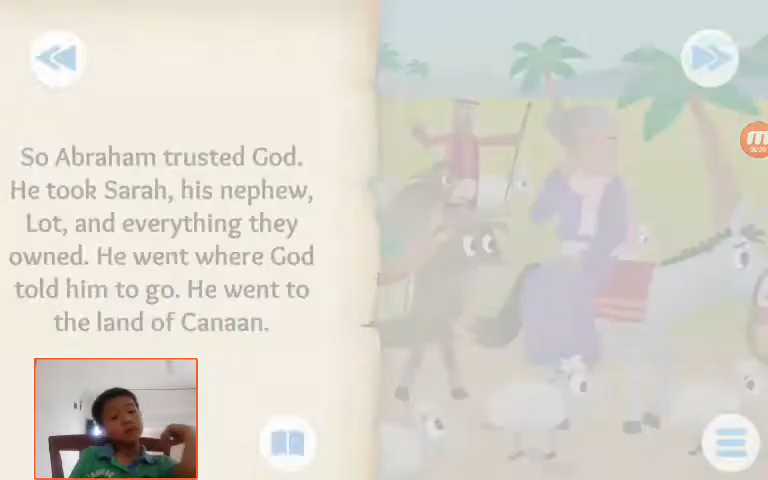 So Abraham trusted God.
He took Sarah, his nephew,
Lot, and everything they
owned. He went where God
told him to go. He went to
the land of Canaan.